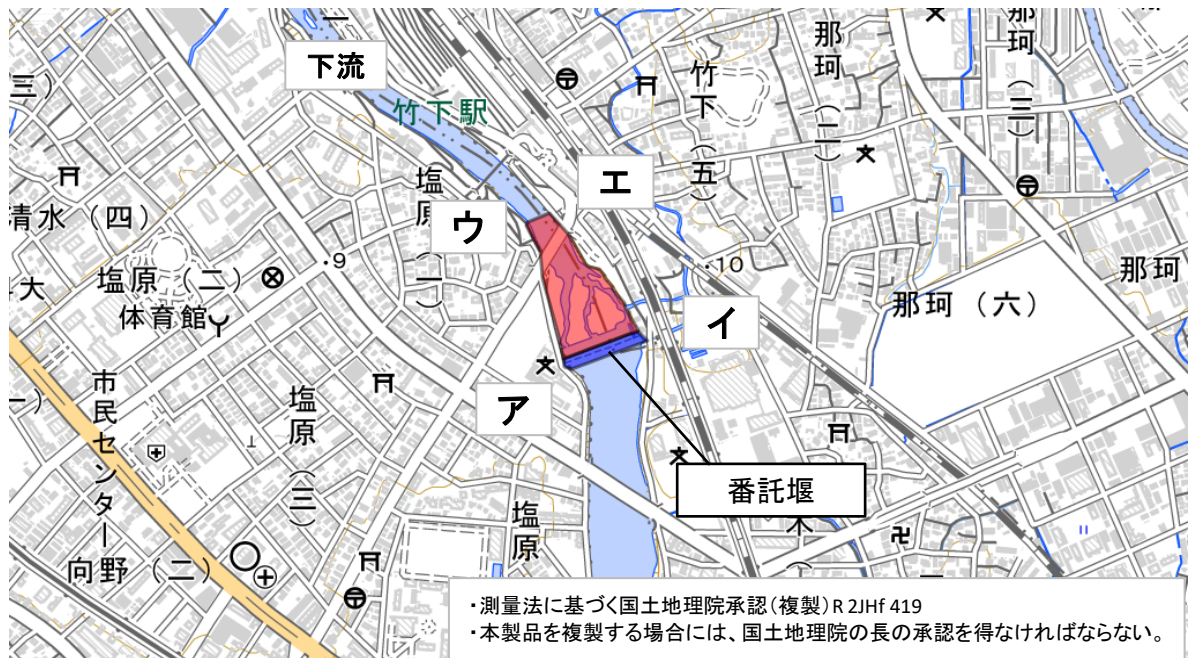 下流
竹下駅
竹下（五）
那珂（二）
那珂（三）
三）
エ
ウ
塩原（一）
清水（四）
・9
・10
塩原（二）
体育館
大
イ
那珂
那珂（六）
ア
市民センター
塩原（三）
番託堰
塩原
向野（二）
・測量法に基づく国土地理院承認（複製）R 2JHf 419
・本製品を複製する場合には、国土地理院の長の承認を得なければならない。